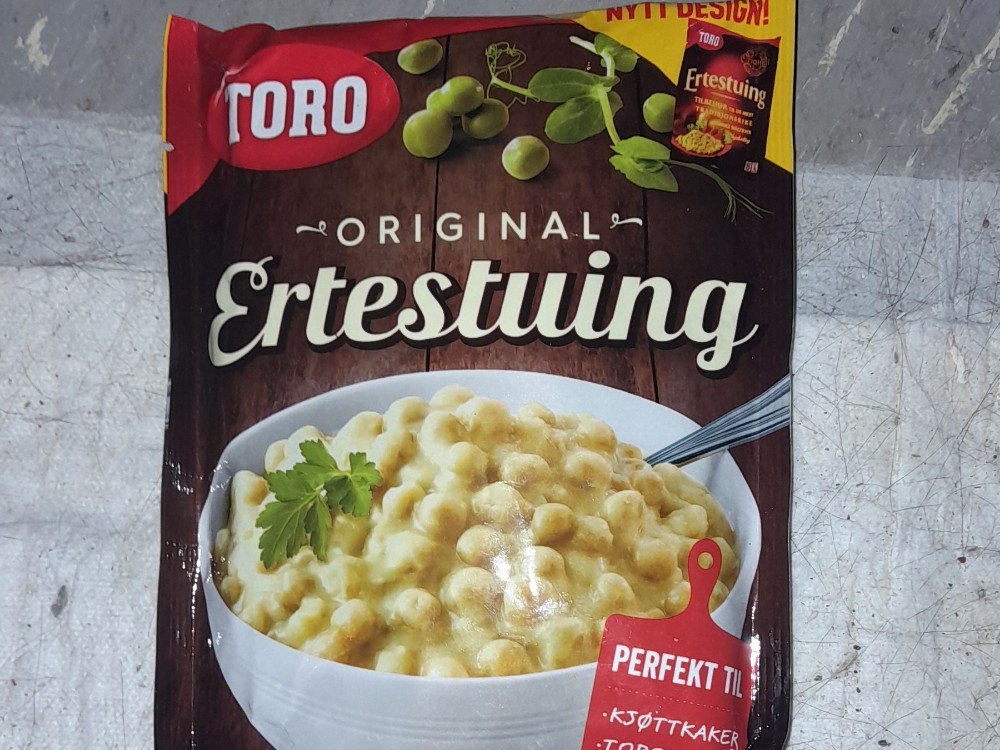 NYTT DESIGN!
TORO
TORO
Ertestuing
ORIGINAL
Ertestuing
PERFEKT TIL
·KJØTTKAKER